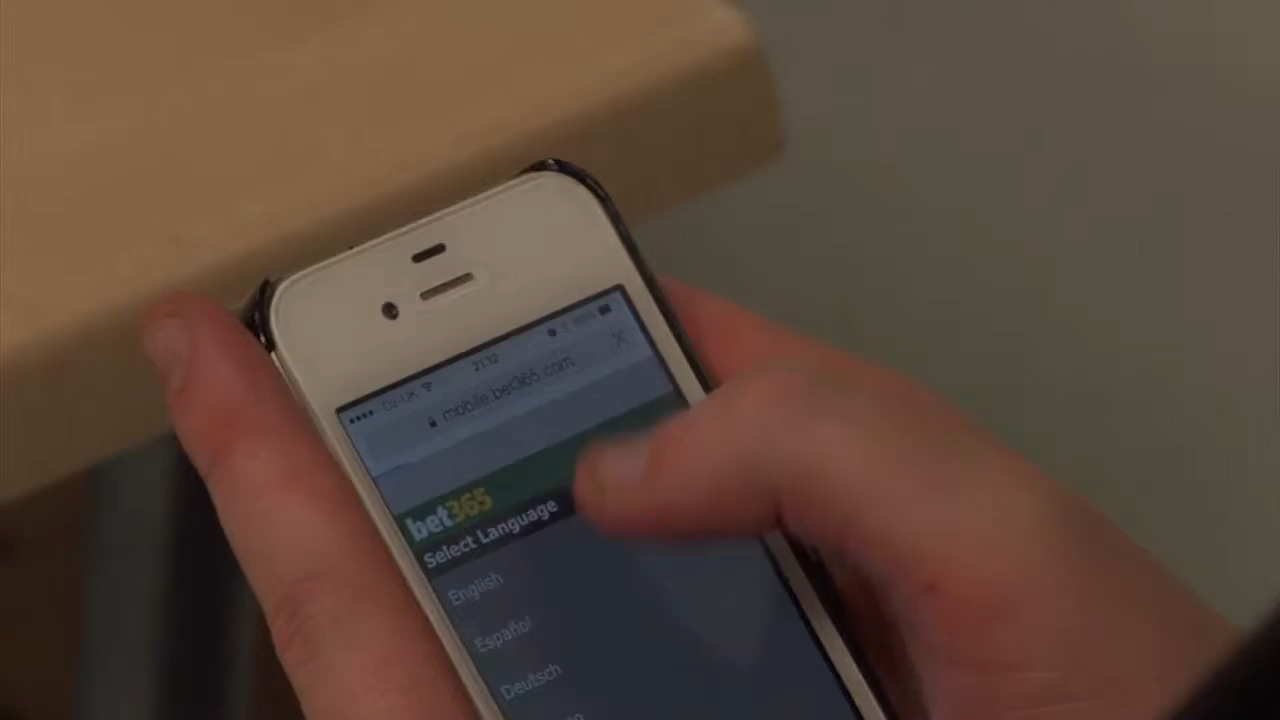 O2-UK 21:12
mobile.bet365.com
bet365
Select Language
English
Español
Deutsch